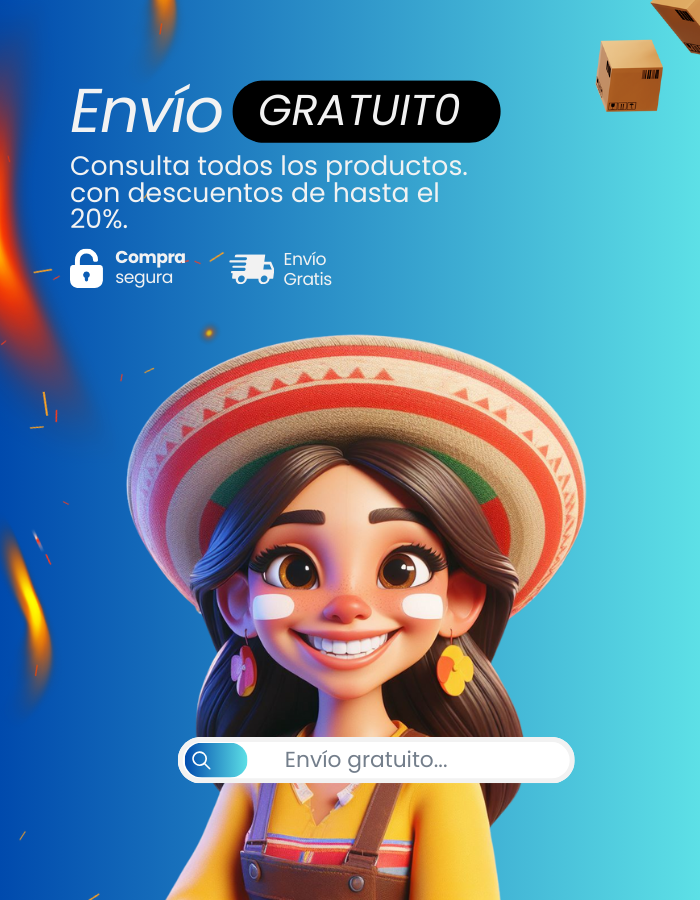 Envío GRATUITO
Consulta todos los productos.
con descuentos de hasta el
20%.
Compra
segura
Envío
Gratis
Envío gratuito...